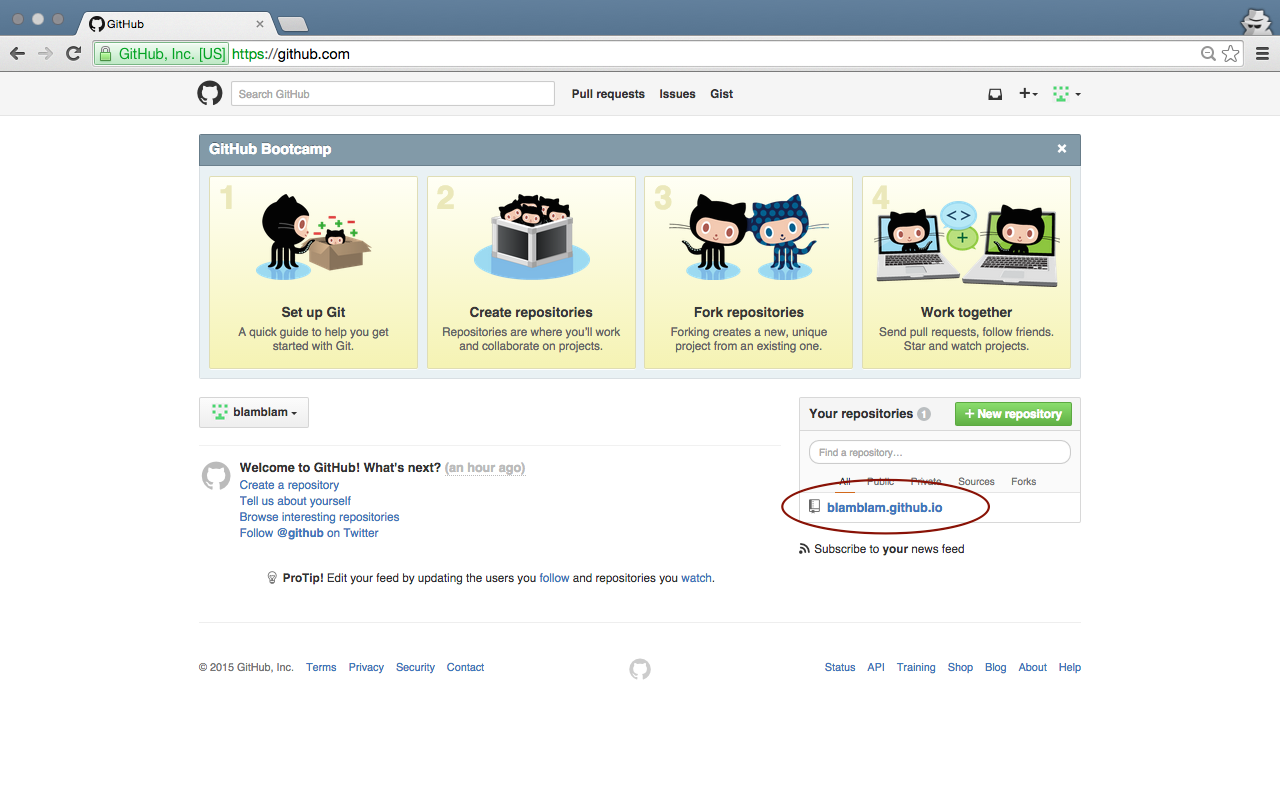 GitHub
GitHub, Inc. [US] https://github.com
Search GitHub
Pull requests Issues Gist
GitHub Bootcamp
1
Set up Git
A quick guide to help you get
started with Git.
2
Create repositories
Repositories are where you'll work
and collaborate on projects.
3
Fork repositories
Forking creates a new, unique
project from an existing one.
4
Work together
Send pull requests, follow friends.
Star and watch projects.
blamblam
Welcome to GitHub! What's next? (an hour ago)
Create a repository
Tell us about yourself
Browse interesting repositories
Follow @github on Twitter
ProTip! Edit your feed by updating the users you follow and repositories you watch.
Your repositories 1
+ New repository
Find a repository...
All Public Private Sources Forks
blamblam.github.io
Subscribe to your news feed
© 2015 GitHub, Inc. Terms Privacy Security Contact
Status API Training Shop Blog About Help